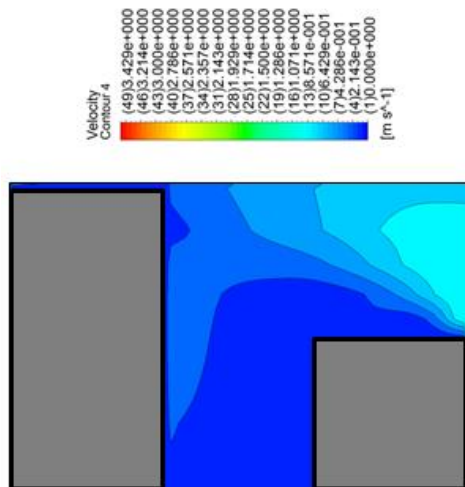 Velocity
Contour 4
(49)3.429e+000
(46)3.214e+000
(43)3.000e+000
(40)2.786e+000
(37)2.571e+000
(34)2.357e+000
(31)2.143e+000
(28)1.929e+000
(25)1.714e+000
(22)1.500e+000
(19)1.286e+000
(16)1.071e+000
(13)8.571e-001
(10)6.429e-001
(7)4.286e-001
(4)2.143e-001
(1)0.000e+000
[m s^-1]